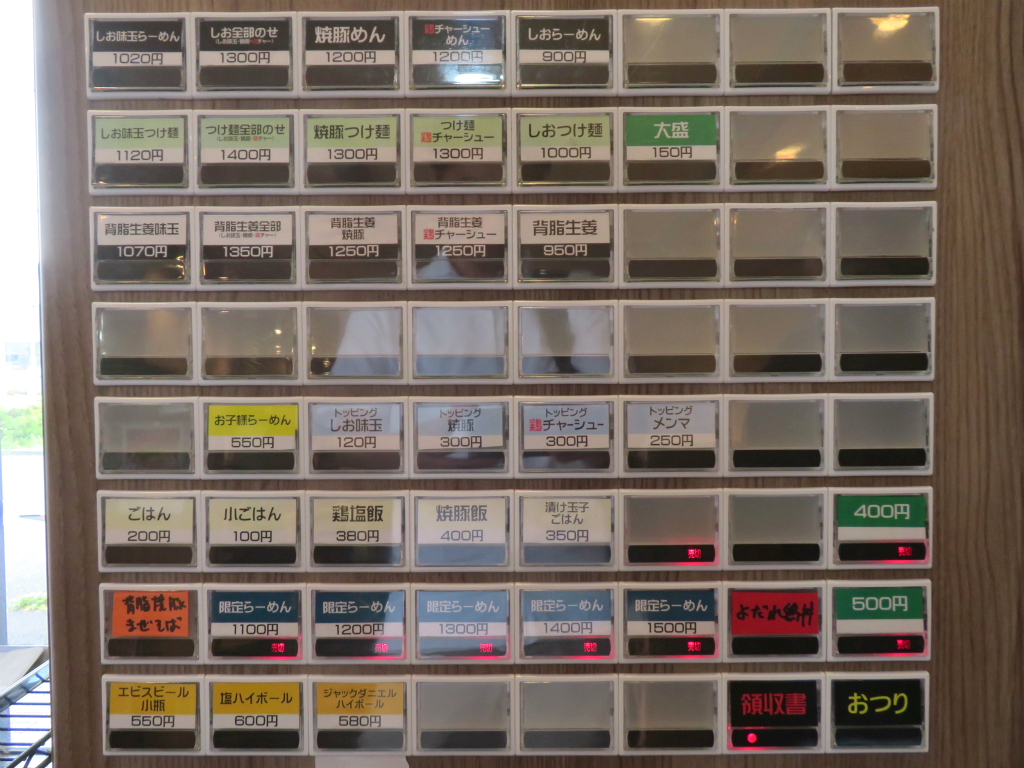 しお味玉らーめん
1020円
しお全部のせ
1300円
焼豚めん
1200円
鶏チャーシュー
めん
1200円
しおらーめん
900円
しお味玉つけ麺
1120円
つけ麺全部のせ
1400円
焼豚つけ麺
1300円
つけ麺
鶏チャーシュー
1300円
しおつけ麺
1000円
大盛
150円
背脂生姜味玉
1070円
背脂生姜全部
1350円
背脂生姜
焼豚
1250円
背脂生姜
鶏チャーシュー
1250円
背脂生姜
950円
お子様らーめん
550円
トッピング
しお味玉
120円
トッピング
焼豚
300円
トッピング
鶏チャーシュー
300円
トッピング
メンマ
250円
ごはん
200円
小ごはん
100円
鶏塩飯
380円
焼豚飯
400円
漬け玉子
ごはん
350円
売切
400円
売切
まぜそば
限定らーめん
1100円
売切
限定らーめん
1200円
売切
限定らーめん
1300円
売切
限定らーめん
1400円
売切
限定らーめん
1500円
売切
よだれ
500円
売切
エビスビール
小瓶
550円
塩ハイボール
600円
ジャックダニエル
ハイボール
580円
領収書
おつり